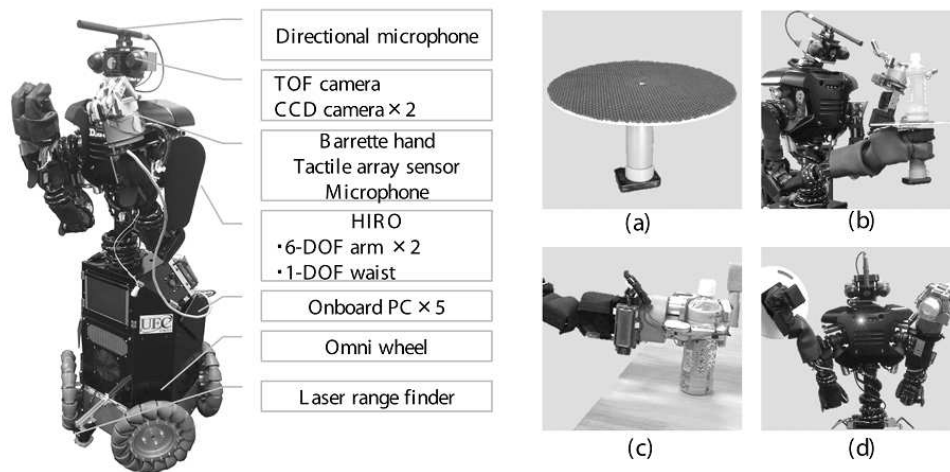 Directional microphone
TOF camera
CCD camera × 2
Barrette hand
Tactile array sensor
Microphone
HIRO
・6-DOF arm × 2
・1-DOF waist
Onboard PC × 5
Omni wheel
Laser range finder
UEC
(a)
(b)
(c)
(d)